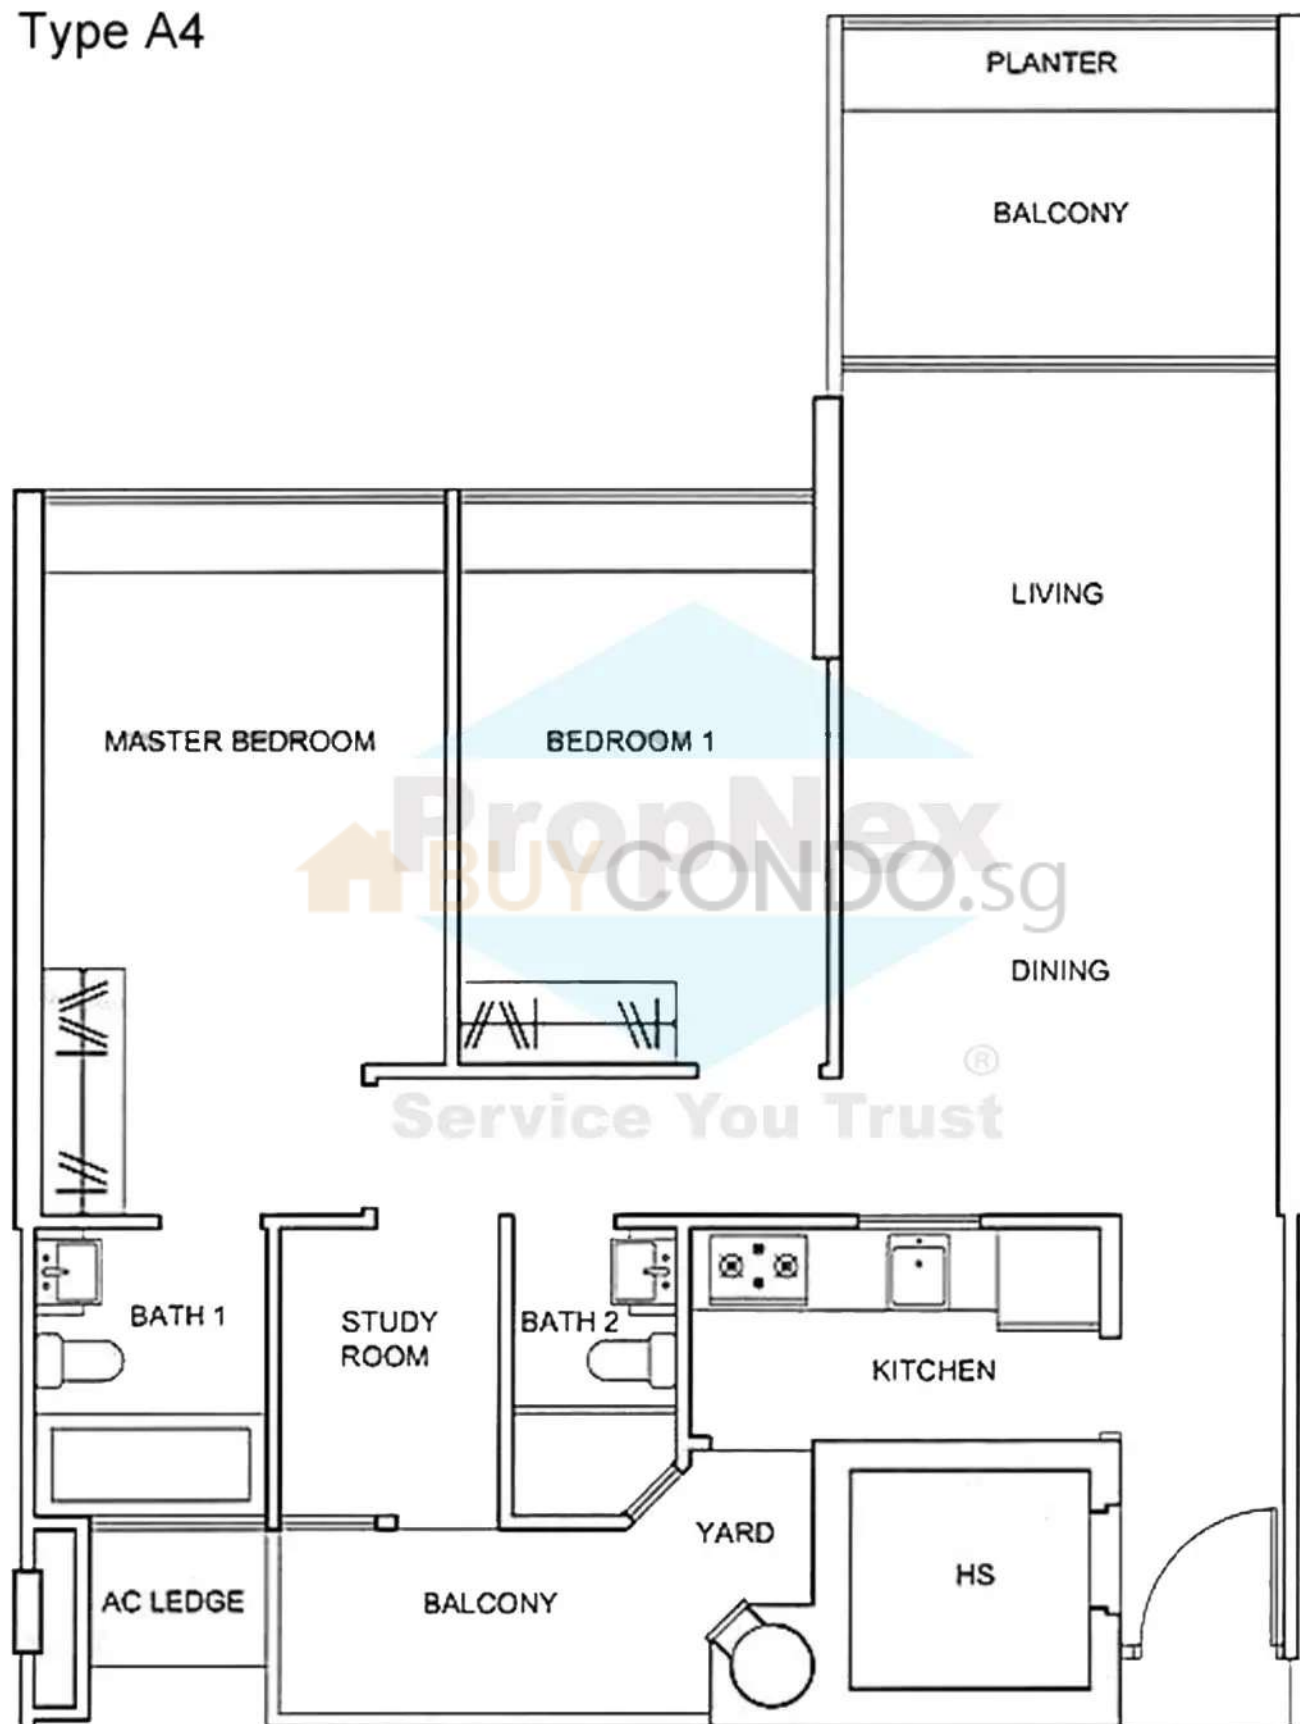 Type A4
PLANTER
BALCONY
LIVING
MASTER BEDROOM
BEDROOM 1
PropNex
BUYCONDO.sg
DINING
®
Service You Trust
BATH 1
STUDY
ROOM
BATH 2
KITCHEN
YARD
HS
AC LEDGE
BALCONY